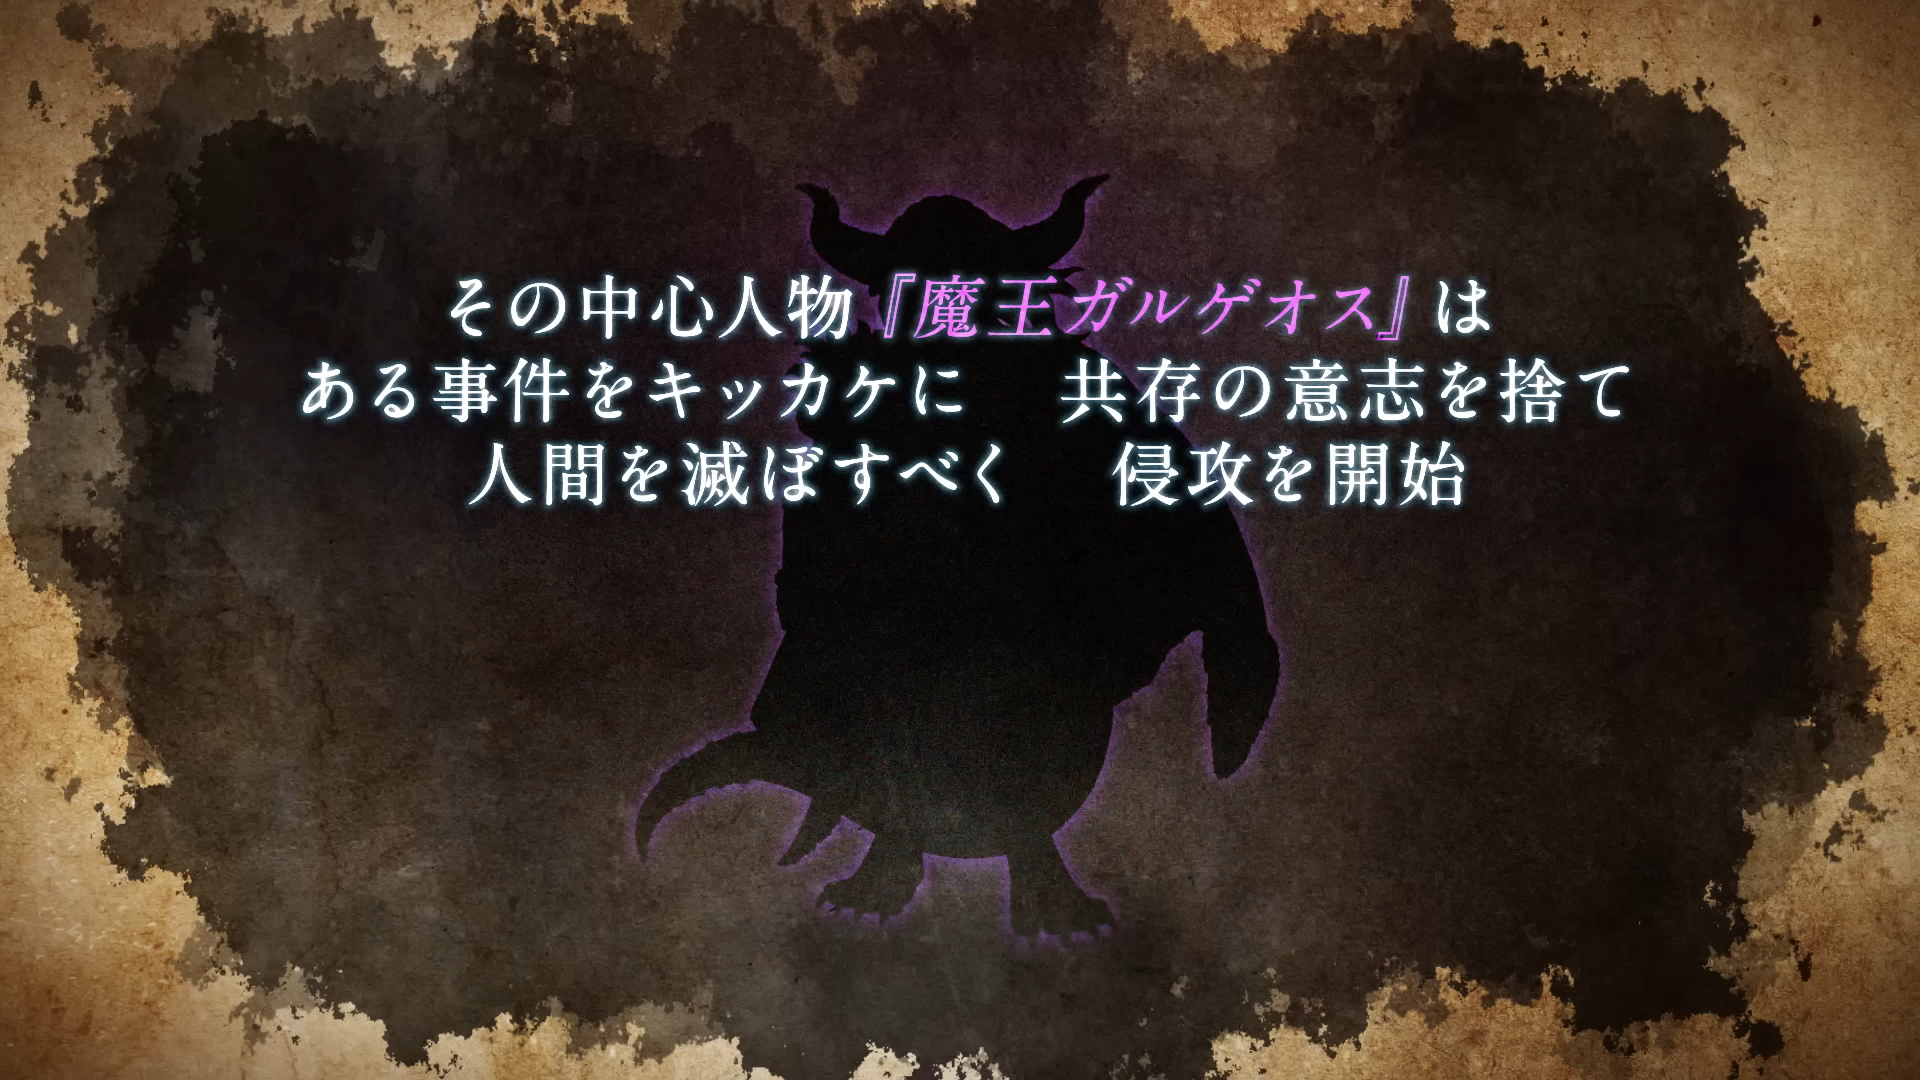 その中心人物『魔王ガルゲオス』は
ある事件をキッカケに　共存の意志を捨て
人間を滅ぼすべく　侵攻を開始